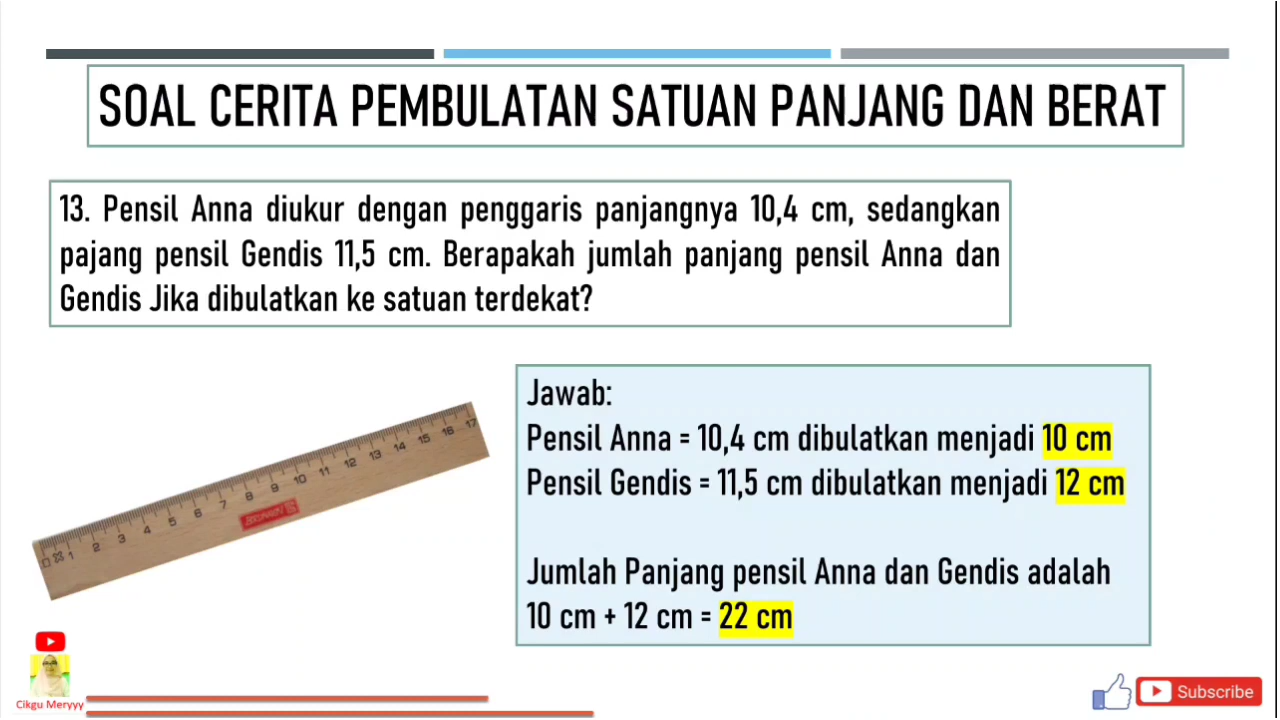 SOAL CERITA PEMBULATAN SATUAN PANJANG DAN BERAT
13. Pensil Anna diukur dengan penggaris panjangnya 10,4 cm, sedangkan
pajang pensil Gendis 11,5 cm. Berapakah jumlah panjang pensil Anna dan
Gendis Jika dibulatkan ke satuan terdekat?
Jawab:
Pensil Anna = 10,4 cm dibulatkan menjadi 10 cm
Pensil Gendis = 11,5 cm dibulatkan menjadi 12 cm
Jumlah Panjang pensil Anna dan Gendis adalah
10 cm + 12 cm = 22 cm
1 2 3 4 5 6 7 8 9 10 11 12 13 14 15 16 17
Cikgu Meryyy
Subscribe